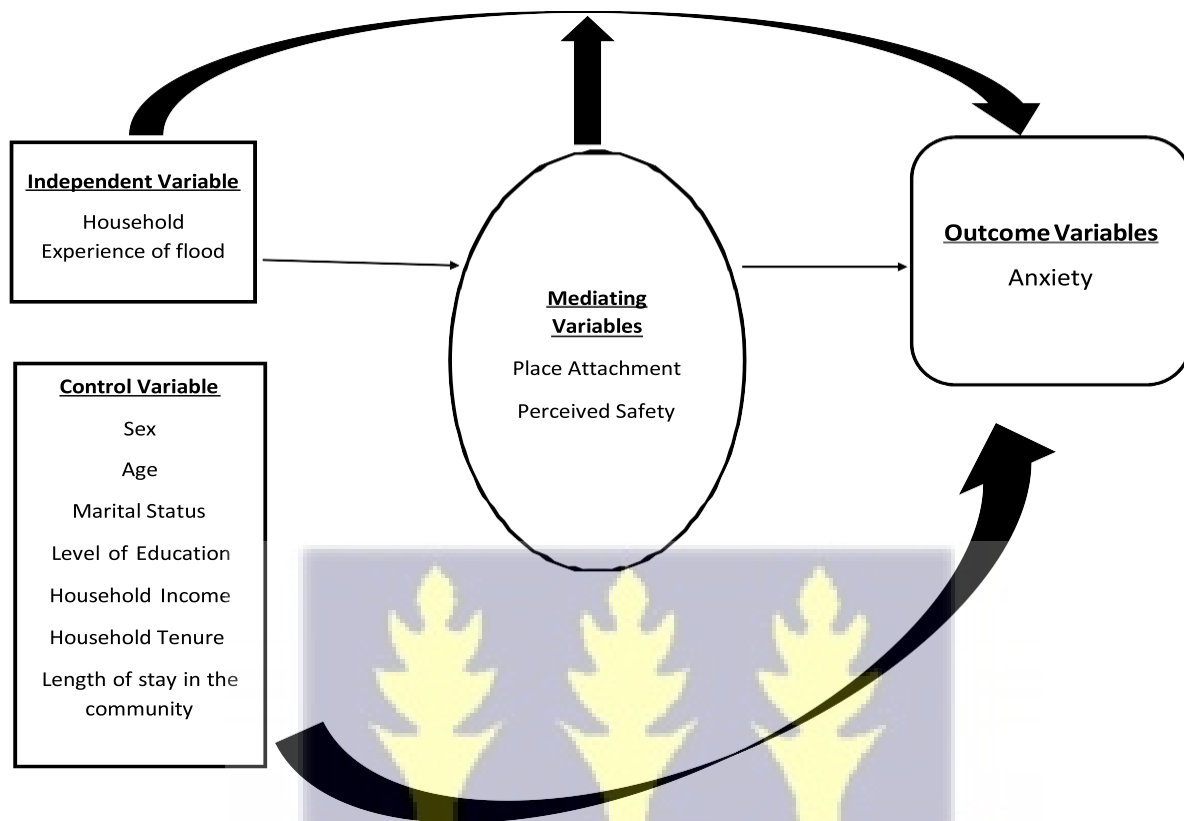 Independent Variable
Household
Experience of flood
Control Variable
Sex
Age
Marital Status
Level of Education
Household Income
Household Tenure
Length of stay in the
community
Mediating
Variables
Place Attachment
Perceived Safety
Outcome Variables
Anxiety